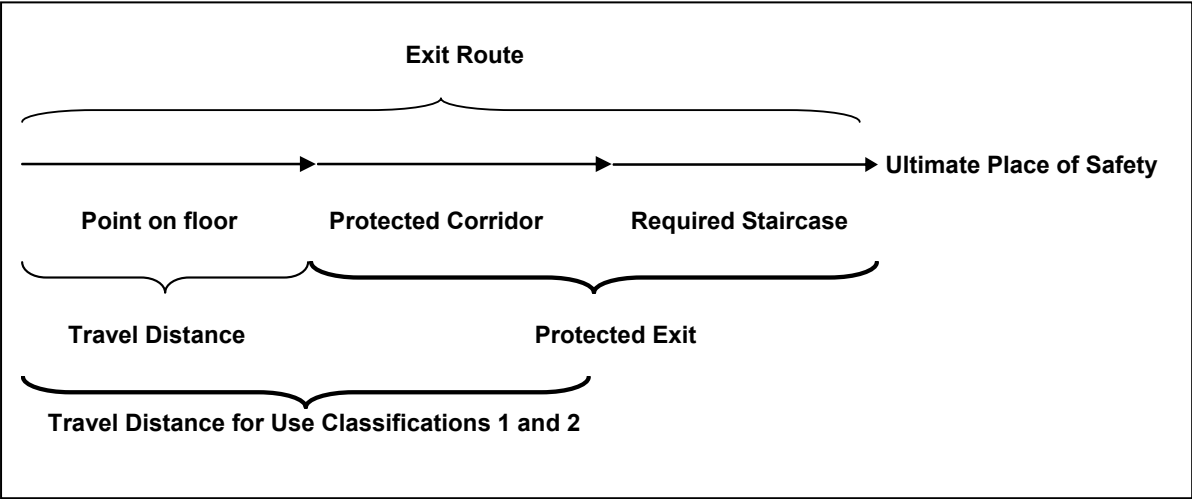 Exit Route
Ultimate Place of Safety
Point on floor Protected Corridor Required Staircase
Travel Distance Protected Exit
Travel Distance for Use Classifications 1 and 2